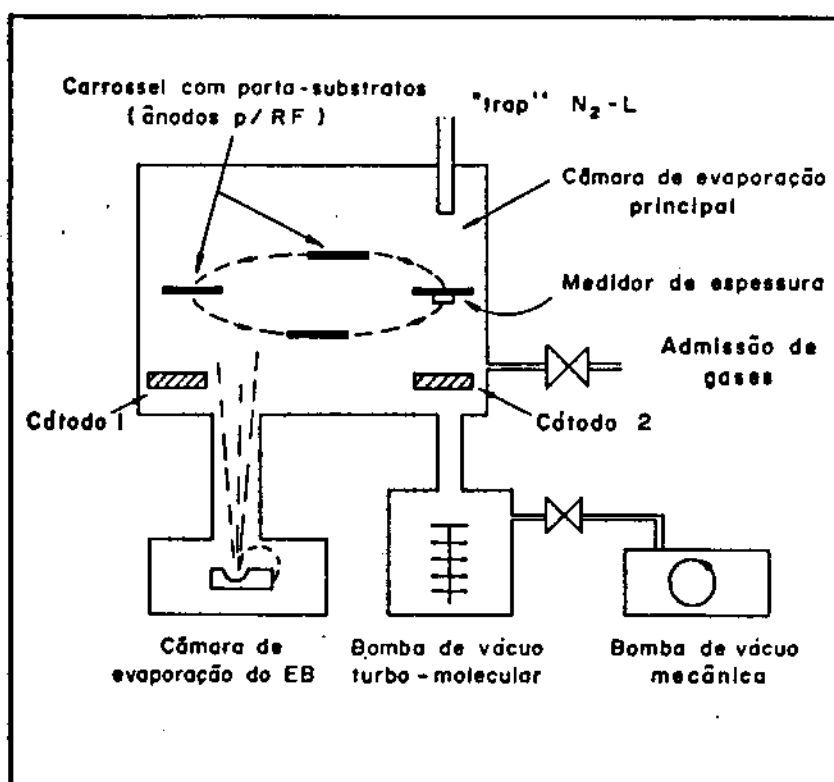 Carrossel com porta-substratos
(ânodos p/ RF)
"trap" N₂-L
Câmara de evaporação
principal
Medidor de espessura
Admissão de
gases
Cátodo 1
Cátodo 2
Câmara de
evaporação do EB
Bomba de vácuo
turbo-molecular
Bomba de vácuo
mecânica